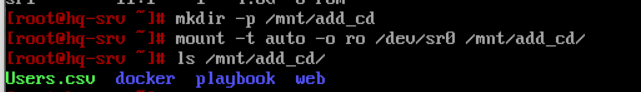 [root@hq-srv ~]# mkdir -p /mnt/add_cd
[root@hq-srv ~]# mount -t auto -o ro /dev/sr0 /mnt/add_cd/
[root@hq-srv ~]# ls /mnt/add_cd/
Users.csv docker playbook web